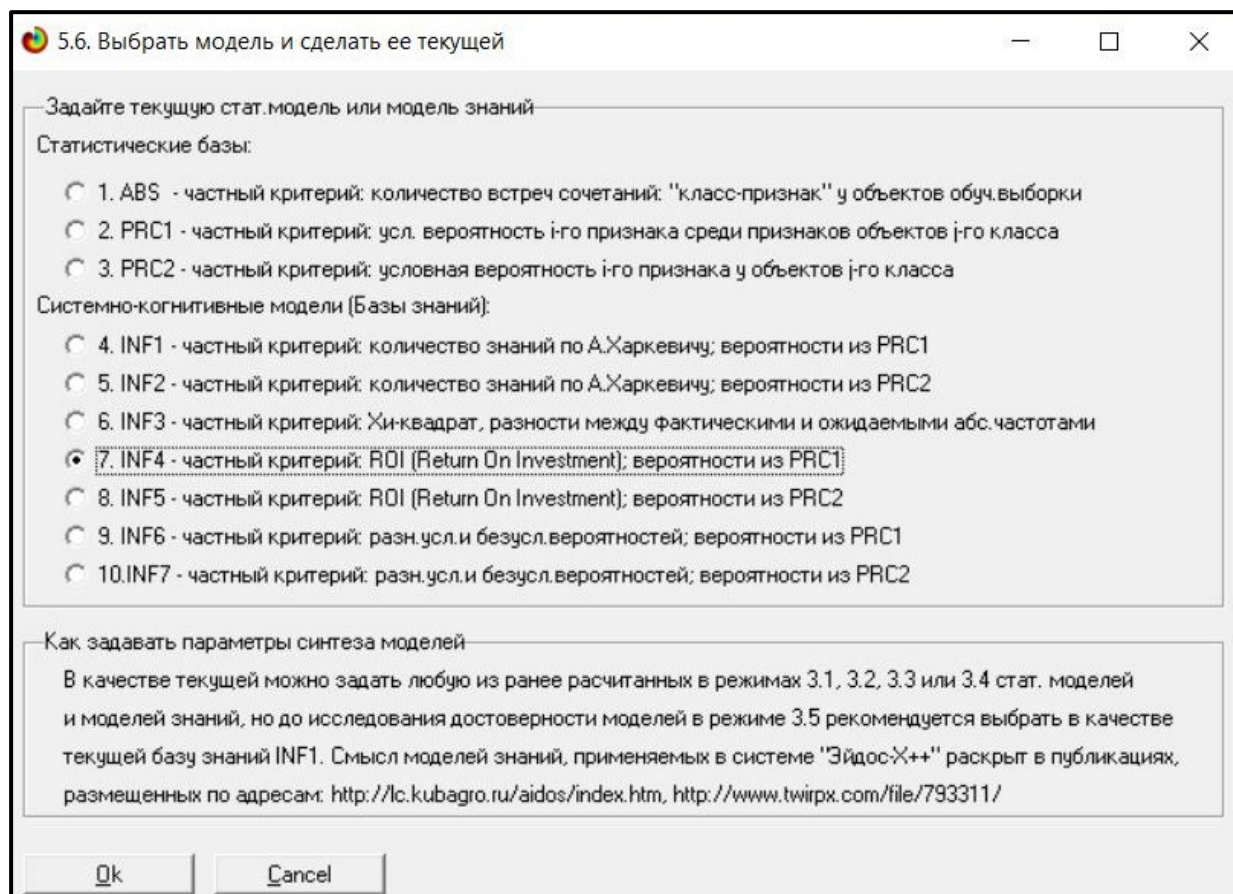 5.6. Выбрать модель и сделать ее текущей
Задайте текущую стат.модель или модель знаний
Статистические базы:
1. ABS - частный критерий: количество встреч сочетаний: "класс-признак" у объектов обуч.выборки
2. PRC1 - частный критерий: усл. вероятность i-го признака среди признаков объектов j-го класса
3. PRC2 - частный критерий: условная вероятность i-го признака у объектов j-го класса
Системно-когнитивные модели (Базы знаний):
4. INF1 - частный критерий: количество знаний по А.Харкевичу; вероятности из PRC1
5. INF2 - частный критерий: количество знаний по А.Харкевичу; вероятности из PRC2
6. INF3 - частный критерий: Хи-квадрат, разности между фактическими и ожидаемыми абс.частотами
7. INF4 - частный критерий: ROI (Return On Investment); вероятности из PRC1
8. INF5 - частный критерий: ROI (Return On Investment); вероятности из PRC2
9. INF6 - частный критерий: разн.усл.и безусл.вероятностей; вероятности из PRC1
10.INF7 - частный критерий: разн.усл.и безусл.вероятностей; вероятности из PRC2
Как задавать параметры синтеза моделей
В качестве текущей можно задать любую из ранее расчитанных в режимах 3.1, 3.2, 3.3 или 3.4 стат. моделей
и моделей знаний, но до исследования достоверности моделей в режиме 3.5 рекомендуется выбрать в качестве
текущей базу знаний INF1. Смысл моделей знаний, применяемых в системе "Эйдос-X++" раскрыт в публикациях,
размещенных по адресам: http://lc.kubagro.ru/aidos/index.htm, http://www.twirpx.com/file/793311/
Ok
Cancel